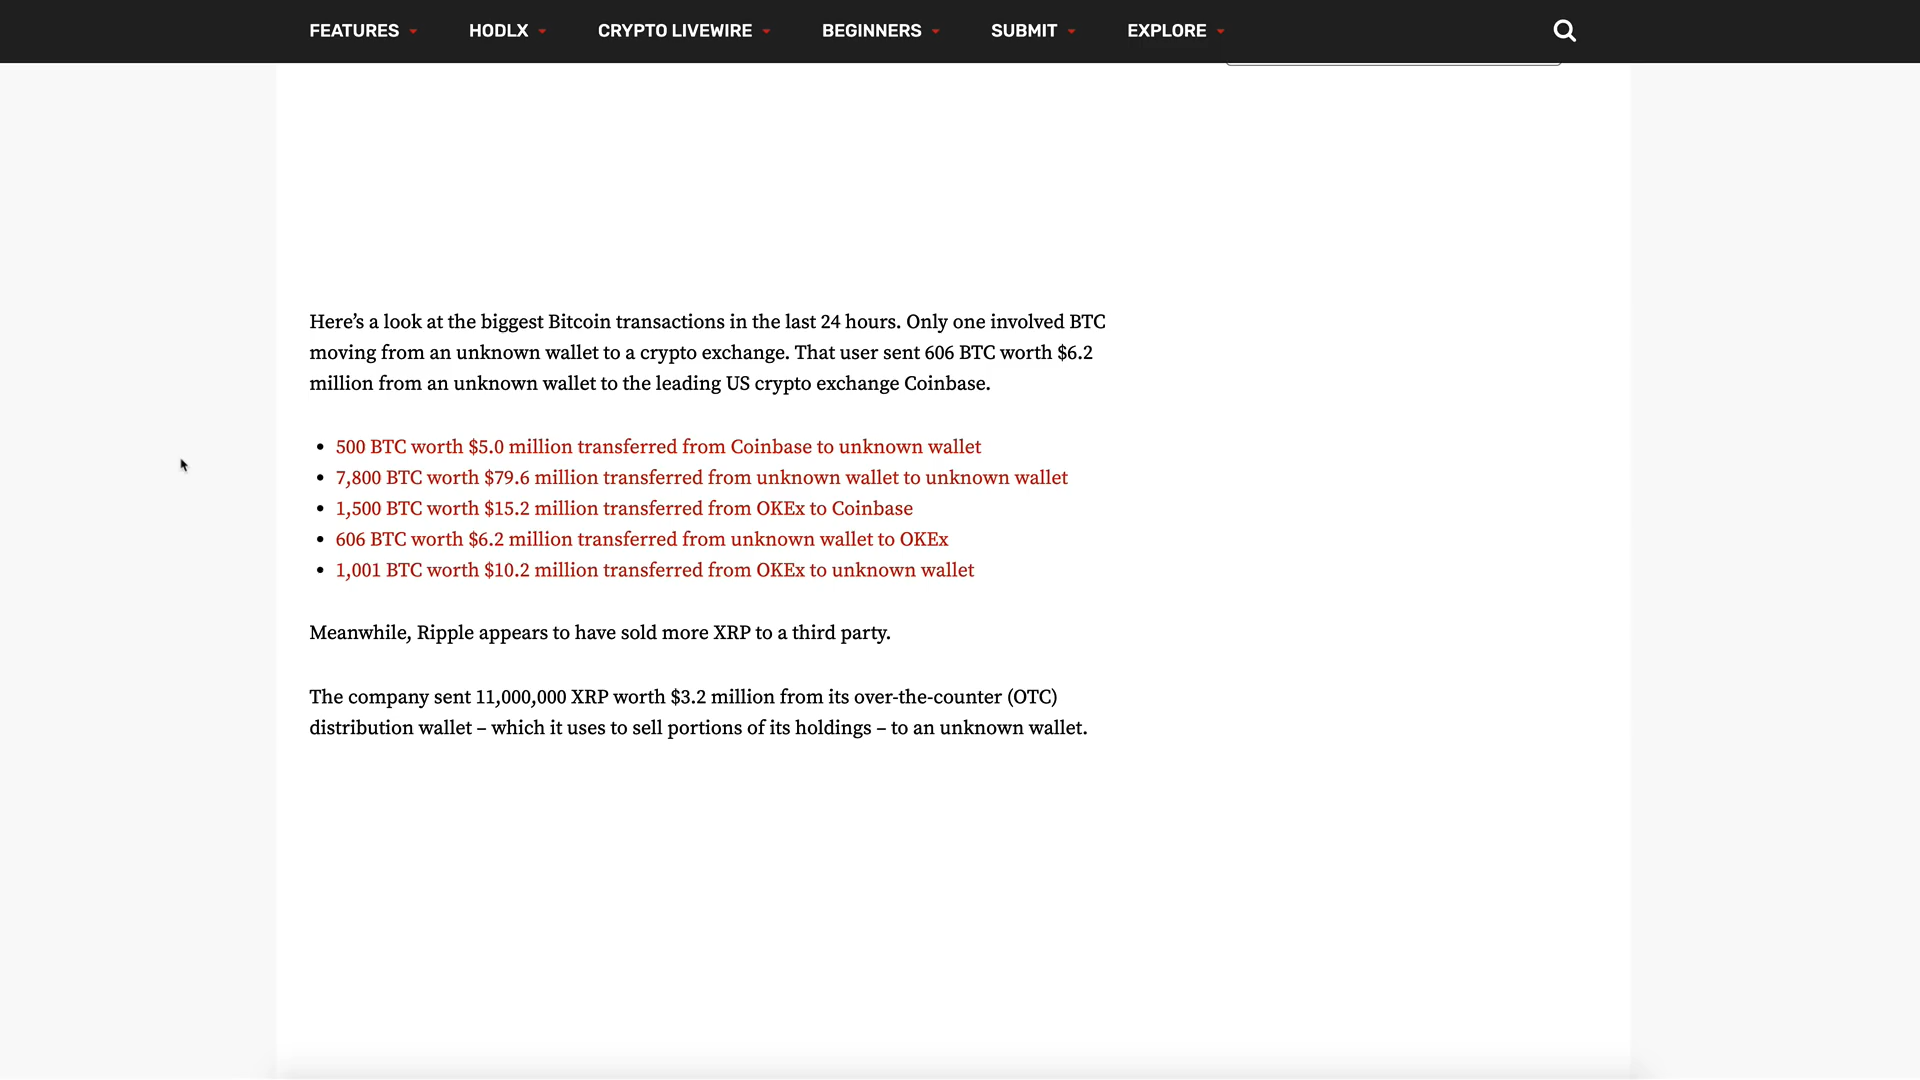 FEATURES HODLX CRYPTO LIVEWIRE BEGINNERS SUBMIT EXPLORE
Here’s a look at the biggest Bitcoin transactions in the last 24 hours. Only one involved BTC
moving from an unknown wallet to a crypto exchange. That user sent 606 BTC worth $6.2
million from an unknown wallet to the leading US crypto exchange Coinbase.
• 500 BTC worth $5.0 million transferred from Coinbase to unknown wallet
• 7,800 BTC worth $79.6 million transferred from unknown wallet to unknown wallet
• 1,500 BTC worth $15.2 million transferred from OKEx to Coinbase
• 606 BTC worth $6.2 million transferred from unknown wallet to OKEx
• 1,001 BTC worth $10.2 million transferred from OKEx to unknown wallet
Meanwhile, Ripple appears to have sold more XRP to a third party.
The company sent 11,000,000 XRP worth $3.2 million from its over-the-counter (OTC)
distribution wallet – which it uses to sell portions of its holdings – to an unknown wallet.